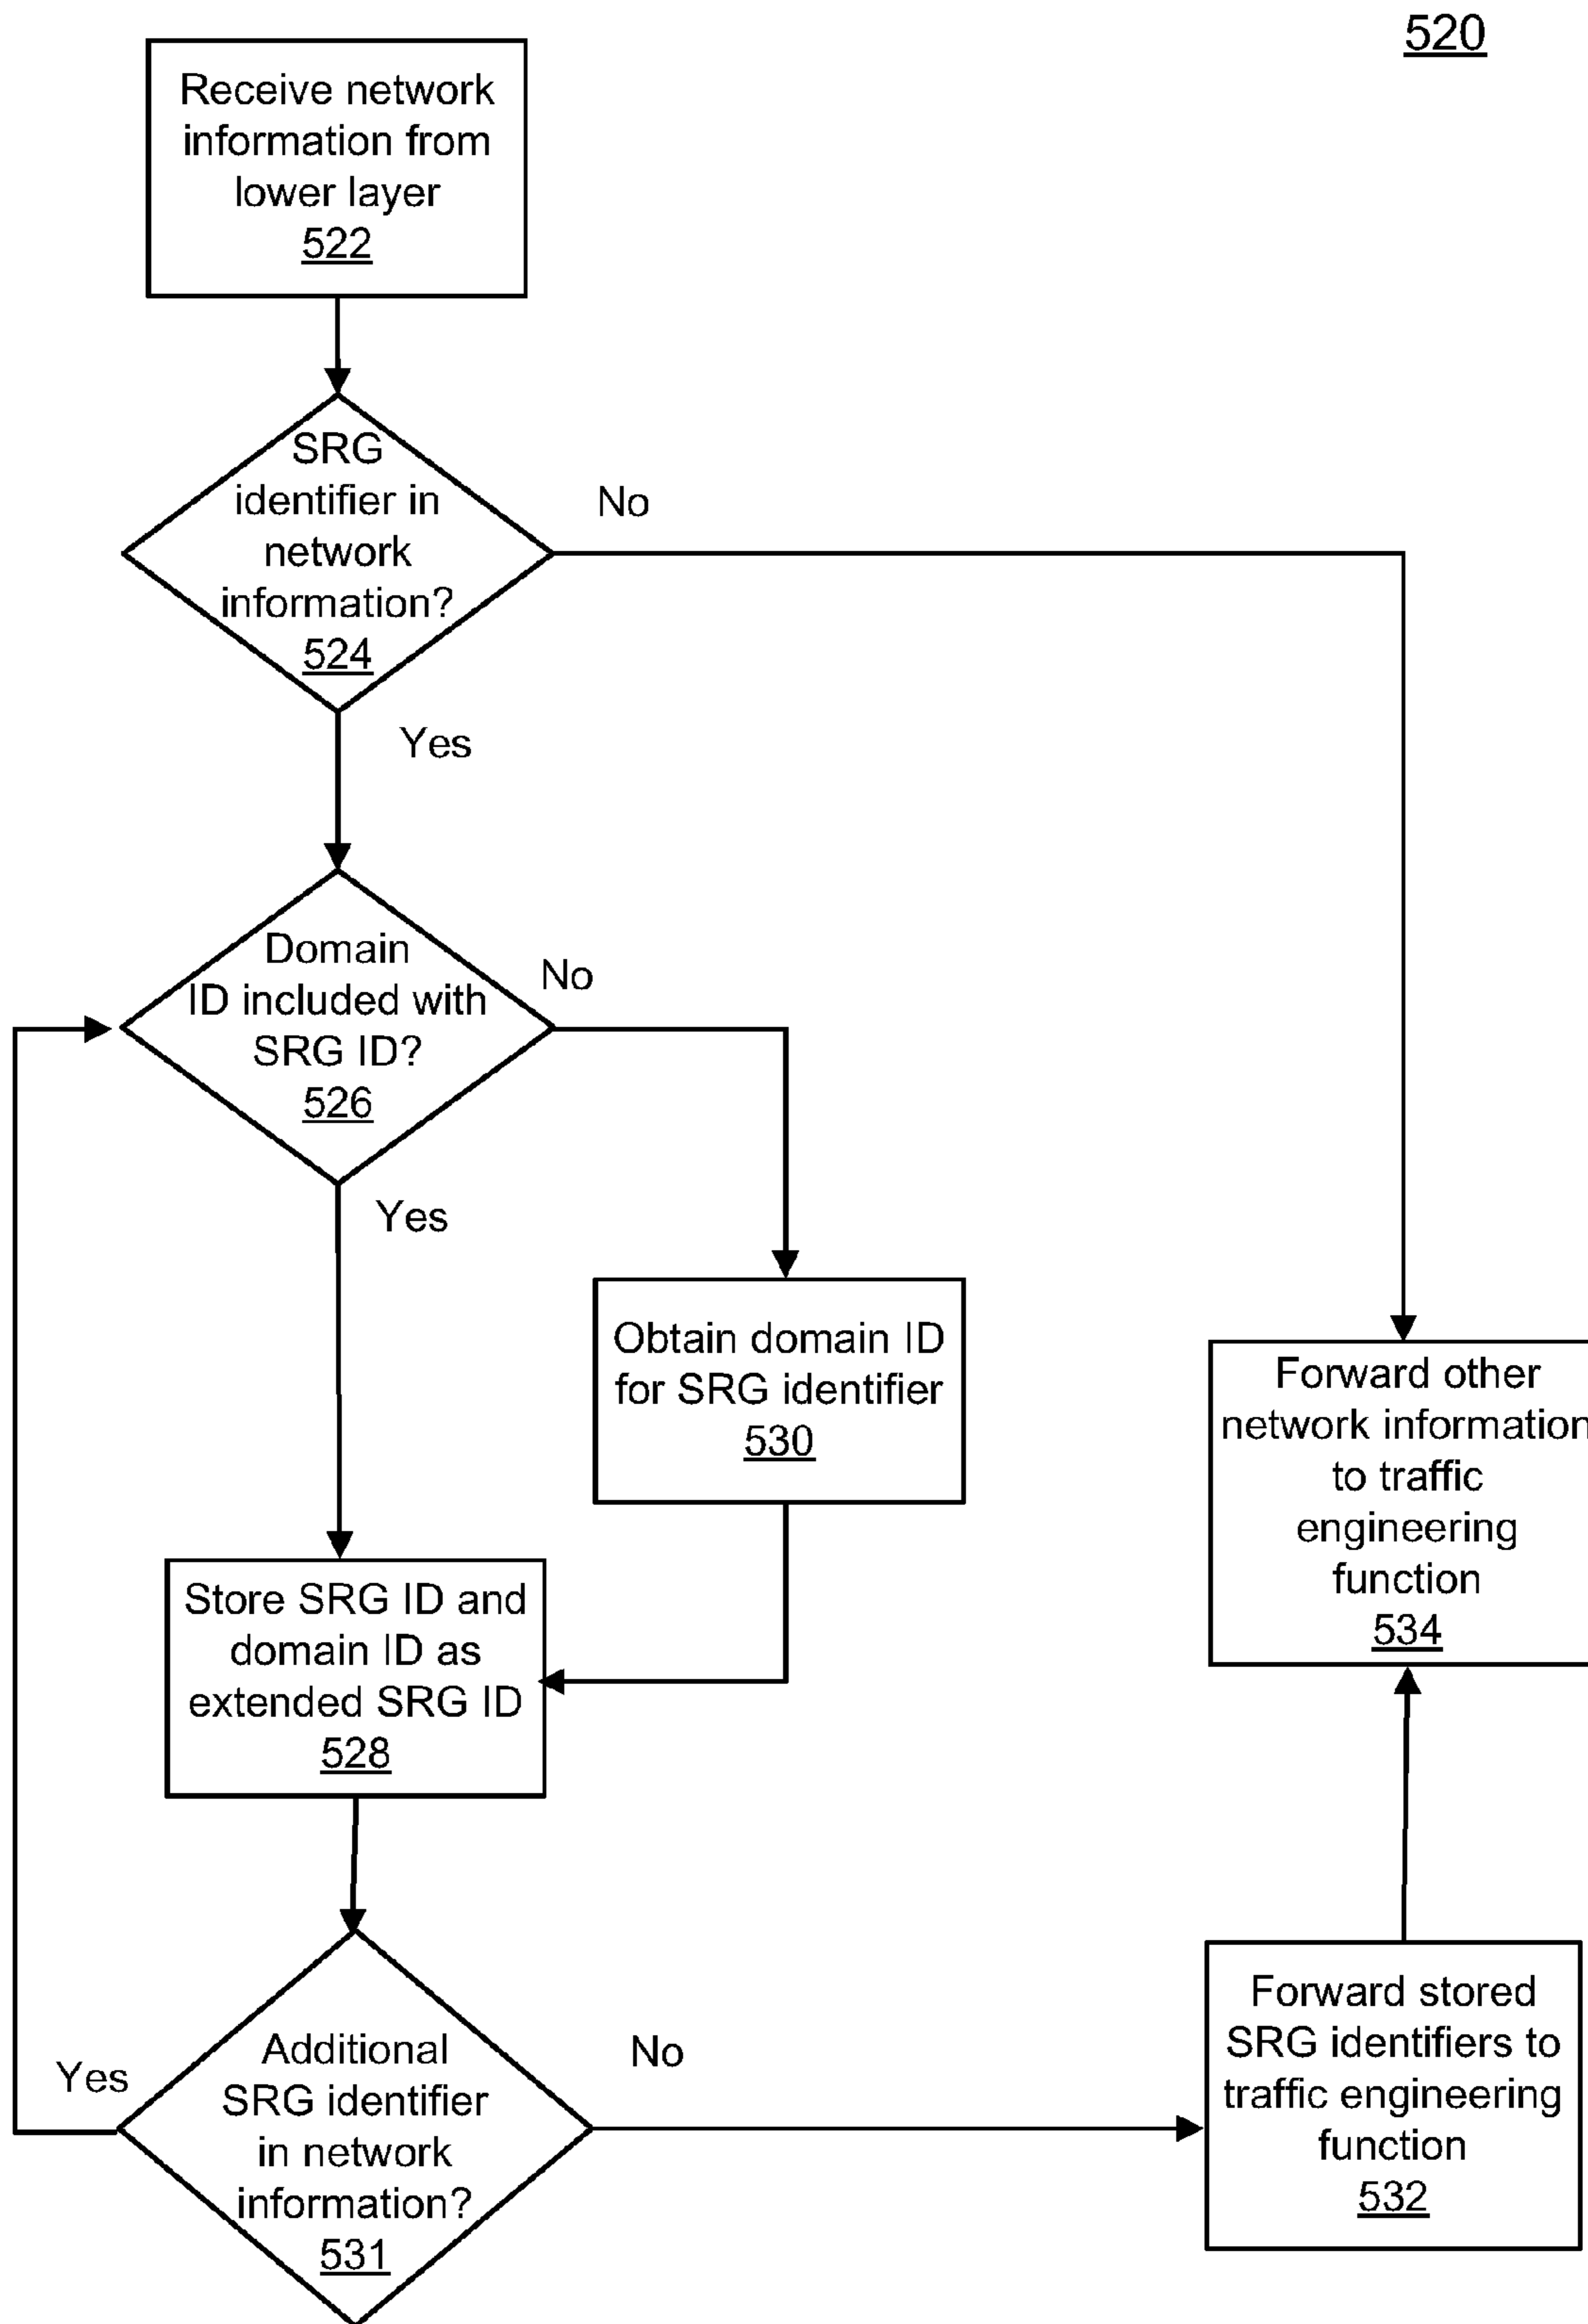 520
Receive network
information from
lower layer
522
SRG
identifier in
network
information?
524
No
Yes
Domain
ID included with
SRG ID?
526
No
Yes
Obtain domain ID
for SRG identifier
530
Forward other
network information
to traffic
engineering
function
534
Store SRG ID and
domain ID as
extended SRG ID
528
Additional
SRG identifier
in network
information?
531
Yes
No
Forward stored
SRG identifiers to
traffic engineering
function
532